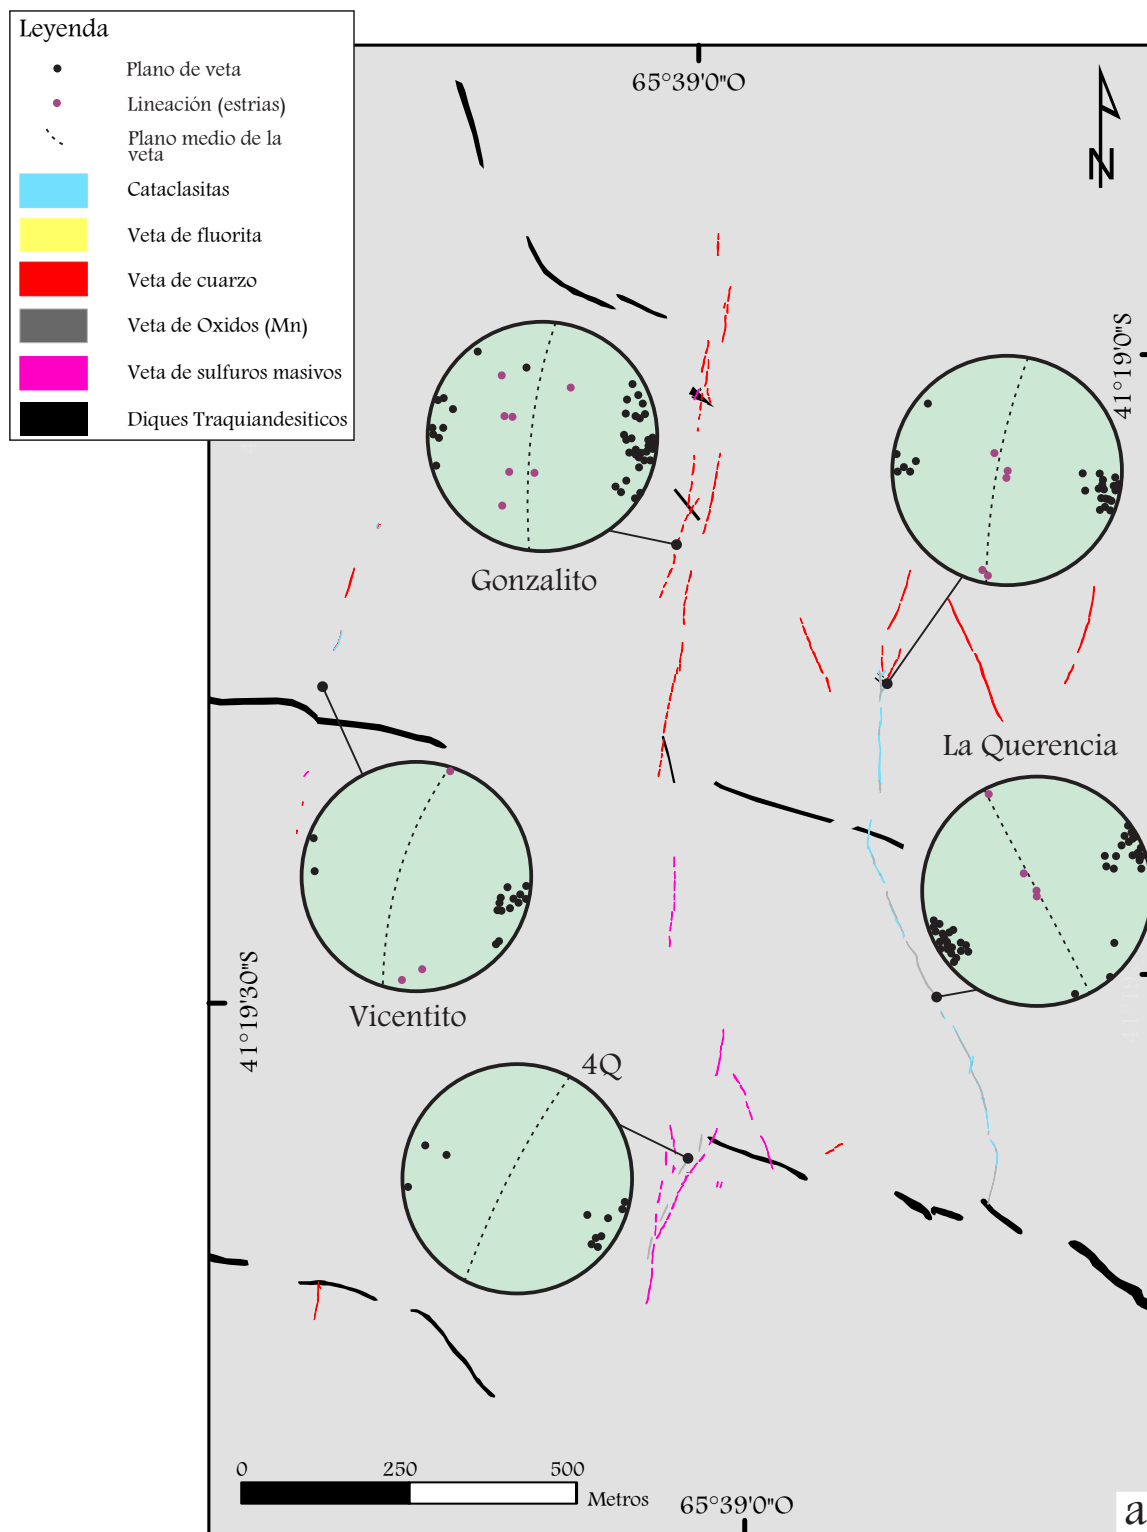 Leyenda
Plano de veta
Lineación (estrias)
Plano medio de la
veta
Cataclasitas
Veta de fluorita
Veta de cuarzo
Veta de Oxidos (Mn)
Veta de sulfuros masivos
Diques Traquiandesiticos
65°39'0"O
N
41°19'0"S
Gonzalito
La Querencia
Vicentito
41°19'30"S
4Q
0 250 500
Metros
65°39'0"O
a